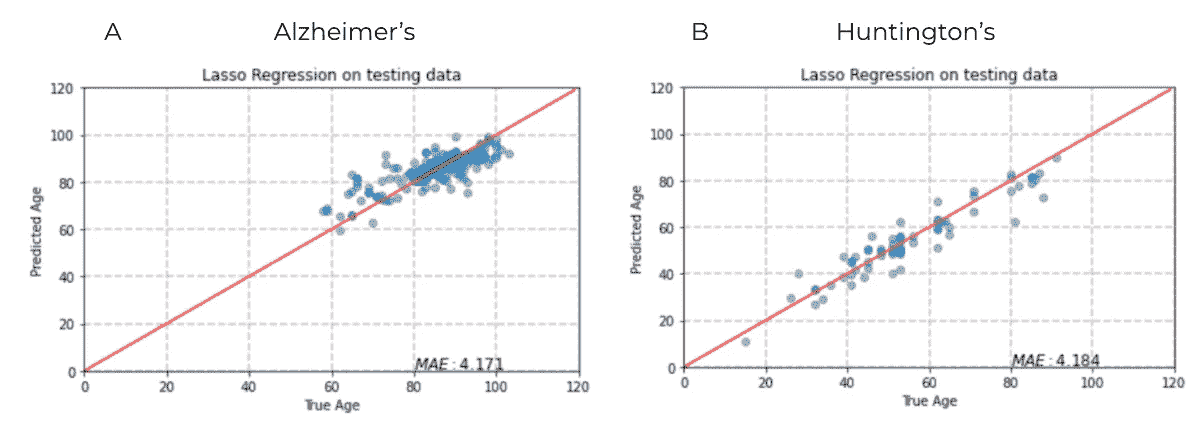 A Alzheimer’s
Lasso Regression on testing data
120
100
80
60
40
20
0
Predicted Age
MAE: 4.171
0 20 40 60 80 100 120
True Age
B Huntington’s
Lasso Regression on testing data
120
100
80
60
40
20
0
Predicted Age
MAE: 4.184
0 20 40 60 80 100 120
True Age